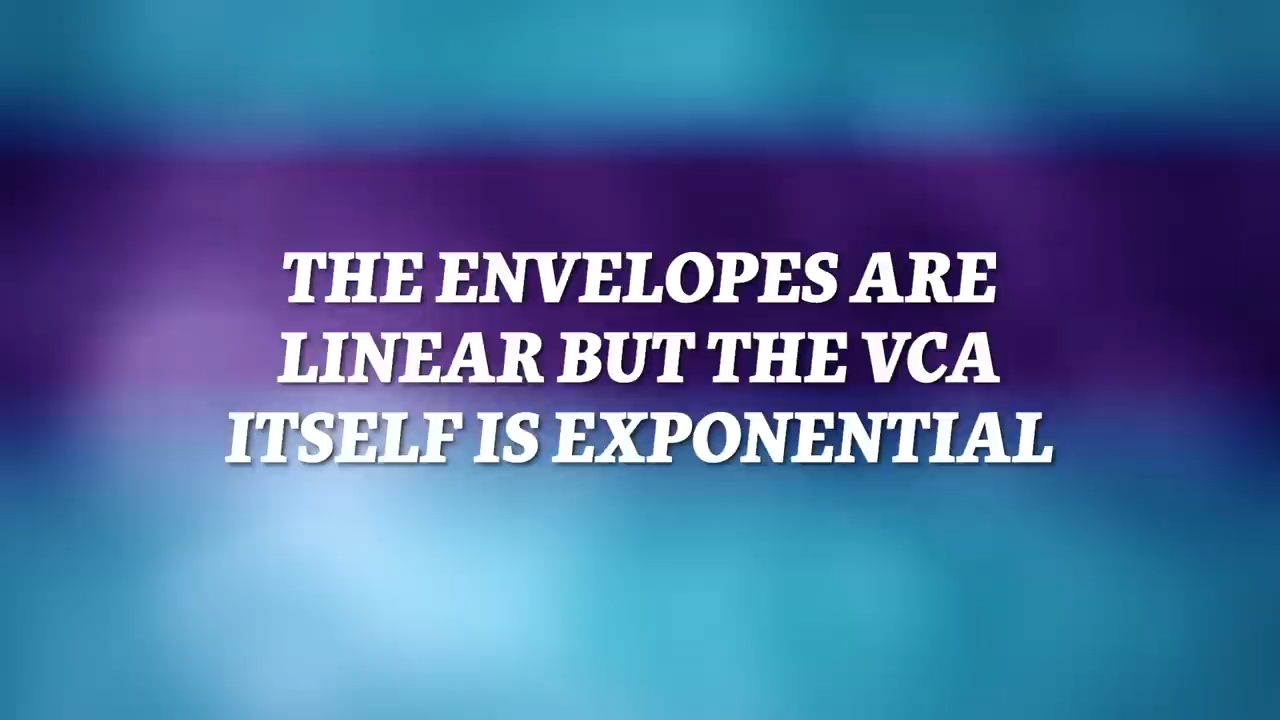 THE ENVELOPES ARE
LINEAR BUT THE VCA
ITSELF IS EXPONENTIAL